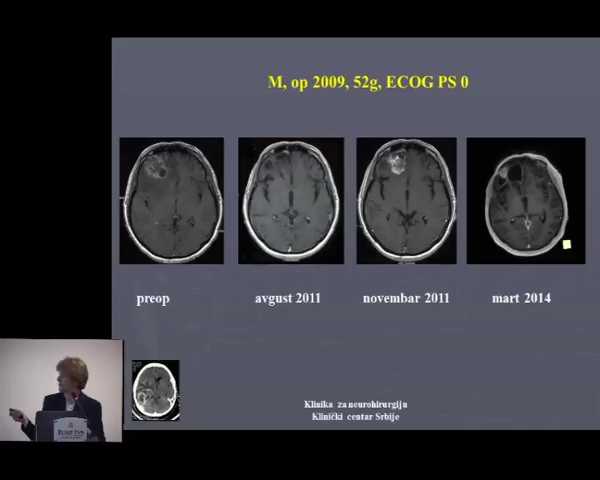 M, op 2009, 52g, ECOG PS 0
preop
avgust 2011
novembar 2011
mart 2014
Klinika za neurohirurgiju
Klinički centar Srbije